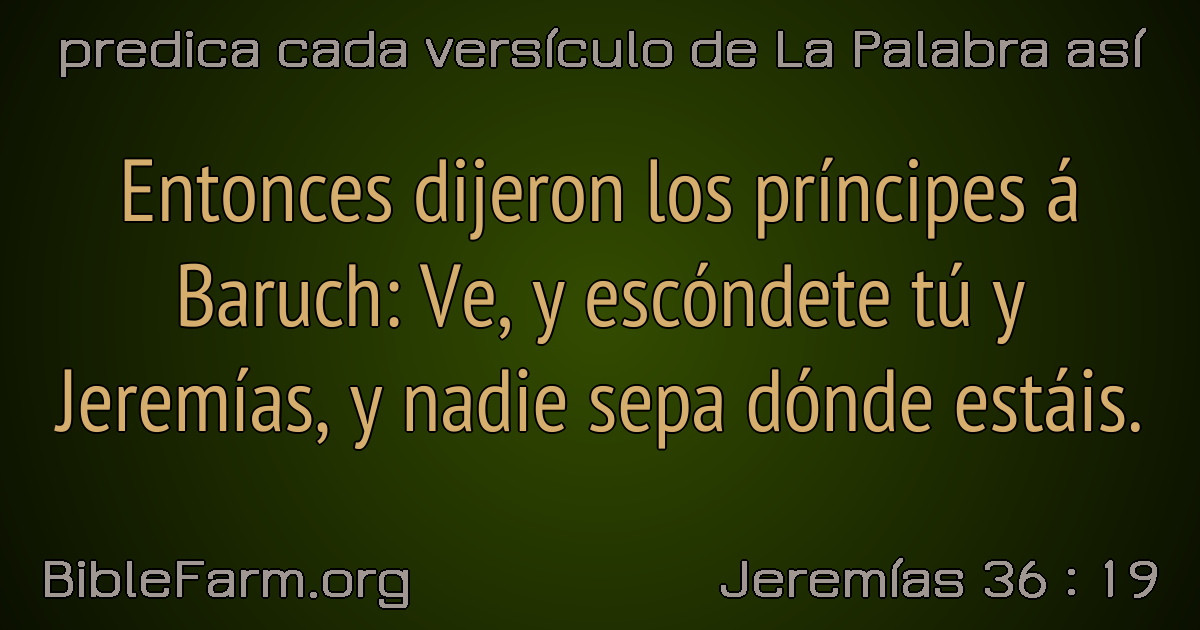 predica cada versículo de La Palabra así
Entonces dijeron los príncipes á
Baruch: Ve, y escóndete tú y
Jeremías, y nadie sepa dónde estáis.
BibleFarm.org
Jeremías 36 : 19